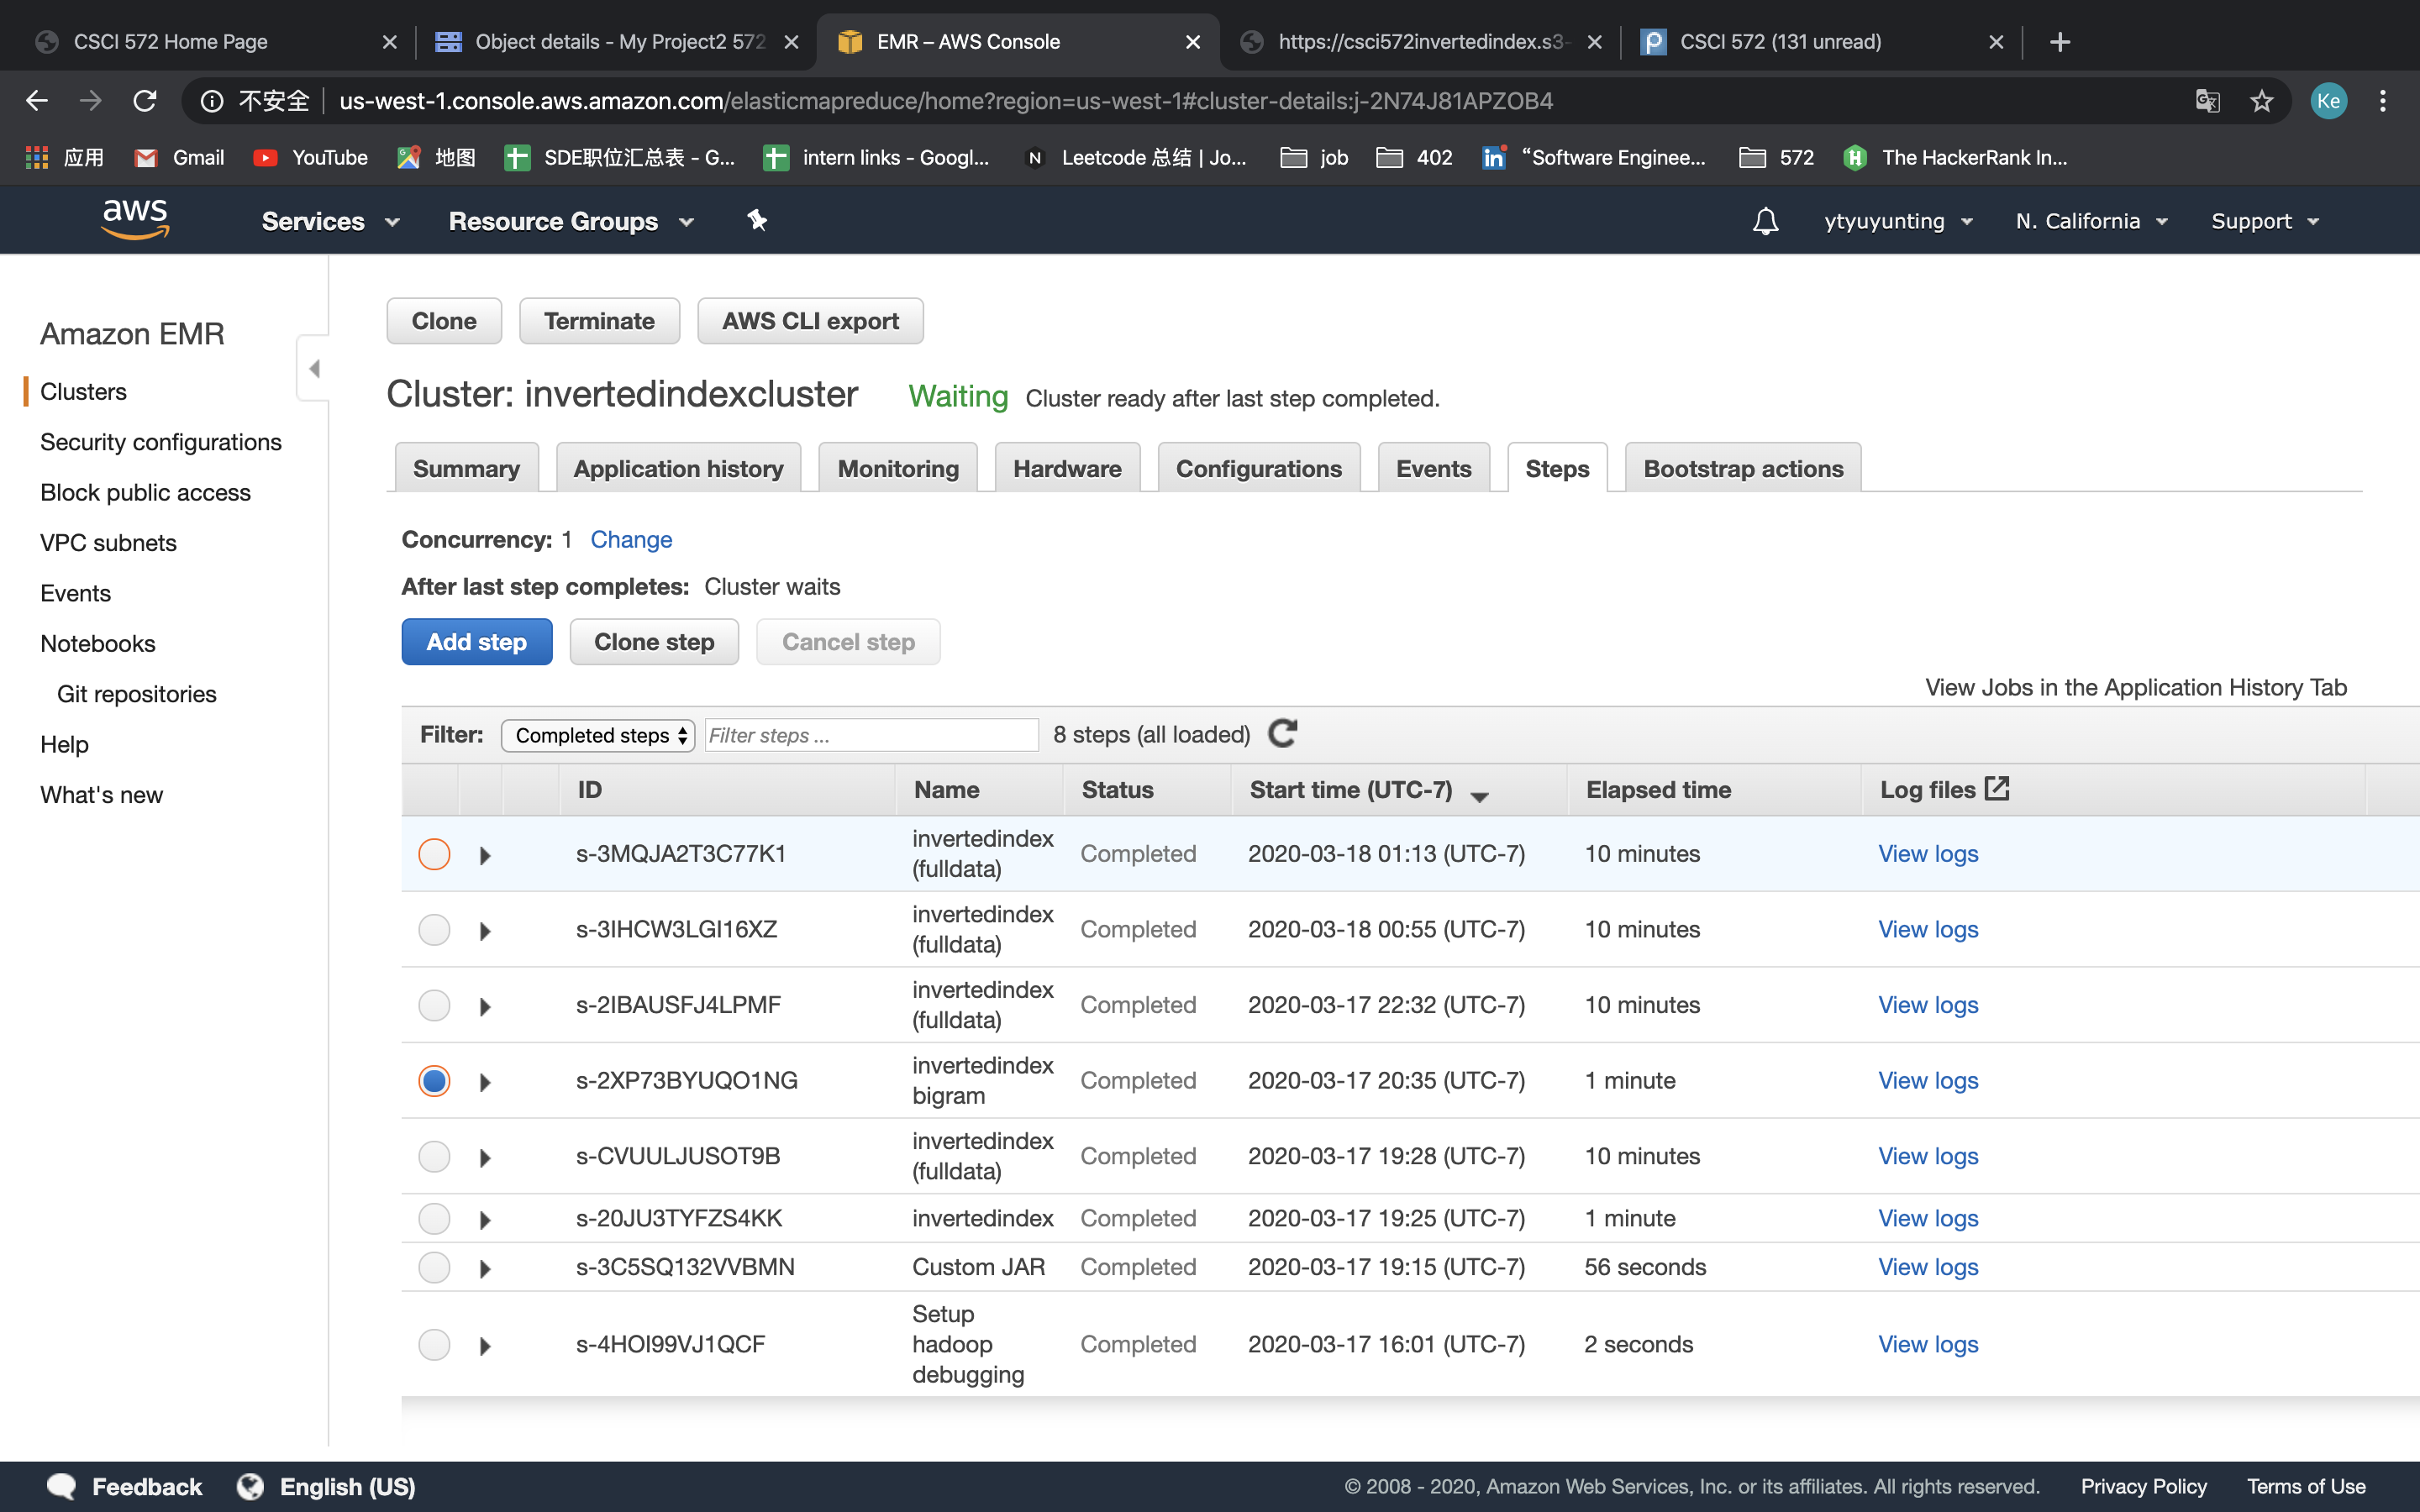 CSCI 572 Home Page
Object details - My Project2 572
EMR – AWS Console
https://csci572invertedindex.s3-
CSCI 572 (131 unread)
不安全 us-west-1.console.aws.amazon.com/elasticmapreduce/home?region=us-west-1#cluster-details:j-2N74J81APZOB4
Ke
应用 Gmail YouTube 地图 SDE职位汇总表 - G... intern links - Googl... Leetcode 总结 | Jo... job 402 “Software Enginee... 572 The HackerRank In...
aws Services Resource Groups ytyuyunting N. California Support
Amazon EMR
Clusters
Security configurations
Block public access
VPC subnets
Events
Notebooks
Git repositories
Help
What's new
Clone Terminate AWS CLI export
Cluster: invertedindexcluster Waiting Cluster ready after last step completed.
Summary Application history Monitoring Hardware Configurations Events Steps Bootstrap actions
Concurrency: 1 Change
After last step completes: Cluster waits
Add step Clone step Cancel step
View Jobs in the Application History Tab
Filter: Completed steps Filter steps ... 8 steps (all loaded)
ID Name Status Start time (UTC-7) Elapsed time Log files
s-3MQJA2T3C77K1 invertedindex (fulldata) Completed 2020-03-18 01:13 (UTC-7) 10 minutes View logs
s-3IHCW3LGI16XZ invertedindex (fulldata) Completed 2020-03-18 00:55 (UTC-7) 10 minutes View logs
s-2IBAUSFJ4LPMF invertedindex (fulldata) Completed 2020-03-17 22:32 (UTC-7) 10 minutes View logs
s-2XP73BYUQO1NG invertedindex bigram Completed 2020-03-17 20:35 (UTC-7) 1 minute View logs
s-CVUULJUSOT9B invertedindex (fulldata) Completed 2020-03-17 19:28 (UTC-7) 10 minutes View logs
s-20JU3TYFZS4KK invertedindex Completed 2020-03-17 19:25 (UTC-7) 1 minute View logs
s-3C5SQ132VVBMN Custom JAR Completed 2020-03-17 19:15 (UTC-7) 56 seconds View logs
s-4HOI99VJ1QCF Setup hadoop debugging Completed 2020-03-17 16:01 (UTC-7) 2 seconds View logs
Feedback English (US) © 2008 - 2020, Amazon Web Services, Inc. or its affiliates. All rights reserved. Privacy Policy Terms of Use